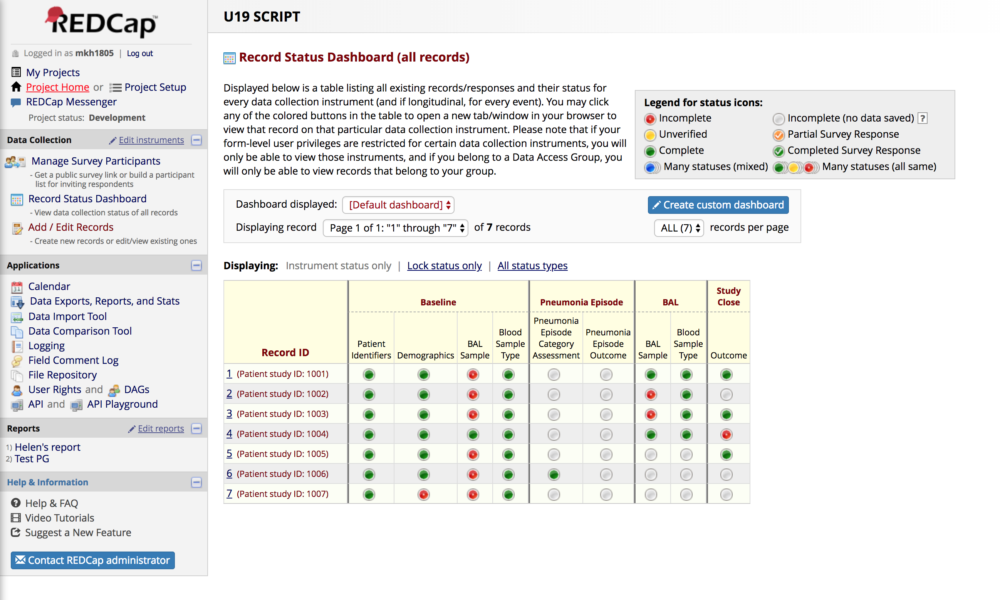 REDCap™
Logged in as mkh1805 | Log out
My Projects
Project Home or Project Setup
REDCap Messenger
Project status: Development
Data Collection Edit instruments
Manage Survey Participants
- Get a public survey link or build a participant
list for inviting respondents
Record Status Dashboard
- View data collection status of all records
Add / Edit Records
- Create new records or edit/view existing ones
Applications
31 Calendar
Data Exports, Reports, and Stats
Data Import Tool
Data Comparison Tool
Logging
Field Comment Log
File Repository
User Rights and DAGs
API and API Playground
Reports Edit reports
1) Helen's report
2) Test PG
Help & Information
? Help & FAQ
Video Tutorials
Suggest a New Feature
Contact REDCap administrator
U19 SCRIPT
Record Status Dashboard (all records)
Displayed below is a table listing all existing records/responses and their status for
every data collection instrument (and if longitudinal, for every event). You may click
any of the colored buttons in the table to open a new tab/window in your browser to
view that record on that particular data collection instrument. Please note that if your
form-level user privileges are restricted for certain data collection instruments, you will
only be able to view those instruments, and if you belong to a Data Access Group, you
will only be able to view records that belong to your group.
Legend for status icons:
Incomplete Incomplete (no data saved) ?
Unverified Partial Survey Response
Complete Completed Survey Response
Many statuses (mixed) Many statuses (all same)
Dashboard displayed: [Default dashboard] Create custom dashboard
Displaying record Page 1 of 1: "1" through "7" of 7 records ALL (7) records per page
Displaying: Instrument status only | Lock status only | All status types
Record ID
Baseline
Pneumonia Episode
BAL
Study
Close
Patient
Identifiers
Demographics
BAL
Sample
Blood
Sample
Type
Pneumonia
Episode
Category
Assessment
Pneumonia
Episode
Outcome
BAL
Sample
Blood
Sample
Type
Outcome
1 (Patient study ID: 1001)
2 (Patient study ID: 1002)
3 (Patient study ID: 1003)
4 (Patient study ID: 1004)
5 (Patient study ID: 1005)
6 (Patient study ID: 1006)
7 (Patient study ID: 1007)